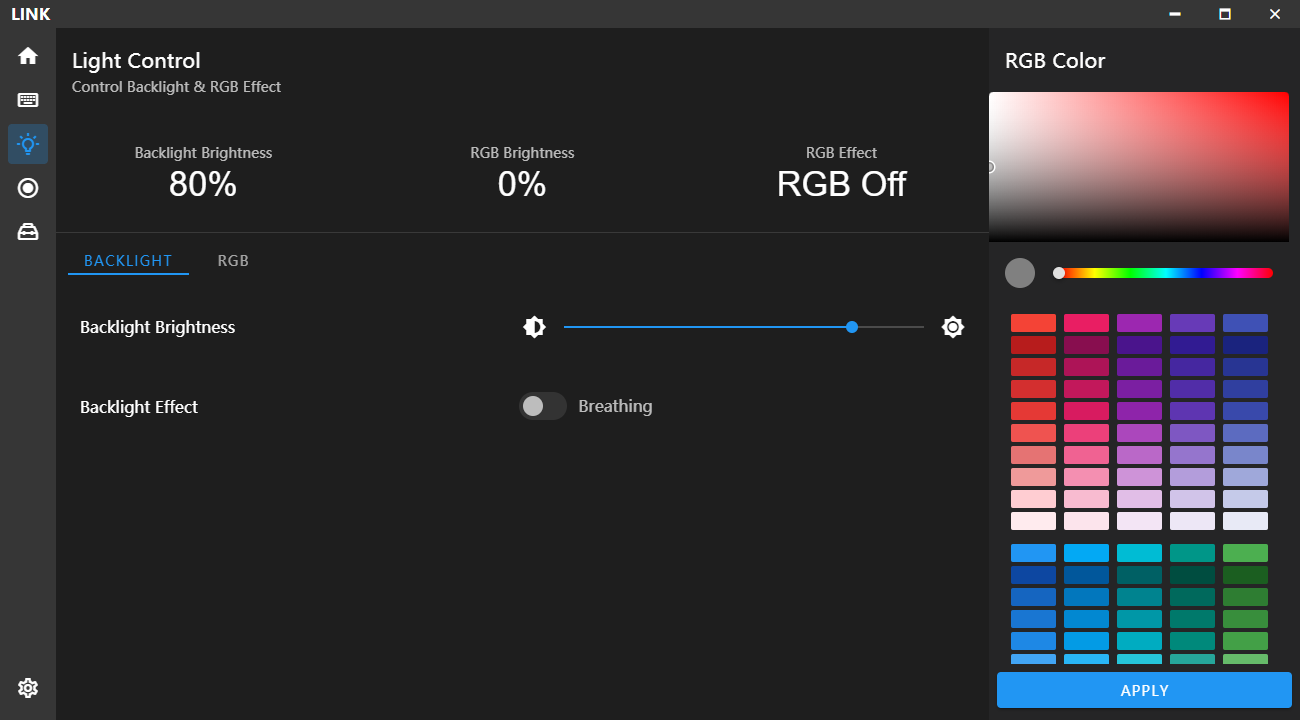 LINK
Light Control
Control Backlight & RGB Effect
Backlight Brightness
80%
RGB Brightness
0%
RGB Effect
RGB Off
BACKLIGHT
RGB
Backlight Brightness
Backlight Effect
Breathing
RGB Color
APPLY